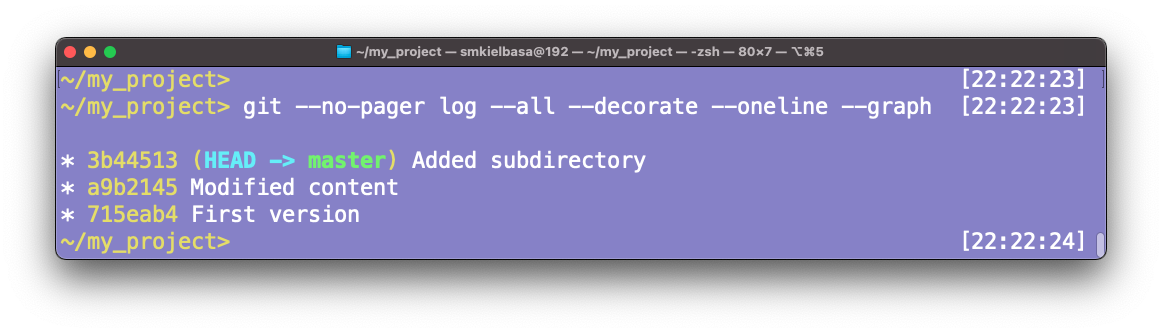 ~/my_project — smkielbasa@192 — ~/my_project — -zsh — 80×7 — ⌥⌘5
~/my_project> [22:22:23]
~/my_project> git --no-pager log --all --decorate --oneline --graph [22:22:23]
* 3b44513 (HEAD -> master) Added subdirectory
* a9b2145 Modified content
* 715eab4 First version
~/my_project> [22:22:24]